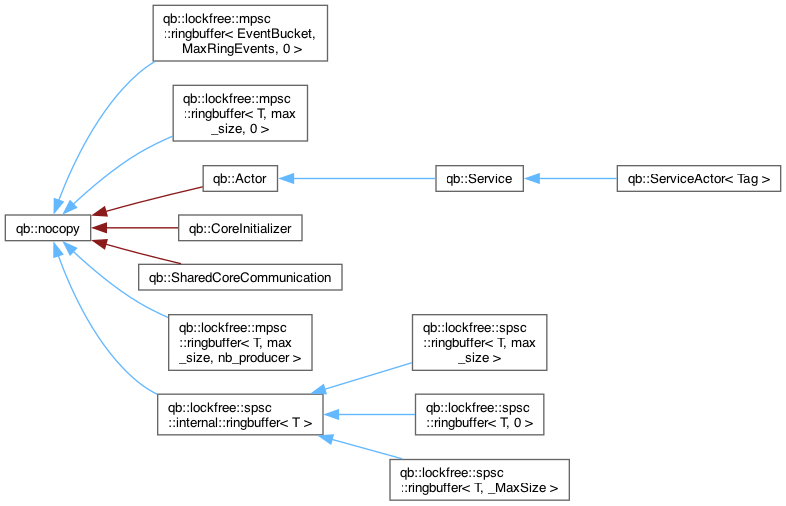 qb::lockfree::mpsc
::ringbuffer< EventBucket,
MaxRingEvents, 0 >
qb::lockfree::mpsc
::ringbuffer< T, max
_size, 0 >
qb::Actor
qb::Service
qb::ServiceActor< Tag >
qb::nocopy
qb::CoreInitializer
qb::SharedCoreCommunication
qb::lockfree::mpsc
::ringbuffer< T, max
_size, nb_producer >
qb::lockfree::spsc
::ringbuffer< T, max
_size >
qb::lockfree::spsc
::internal::ringbuffer< T >
qb::lockfree::spsc
::ringbuffer< T, 0 >
qb::lockfree::spsc
::ringbuffer< T, _MaxSize >